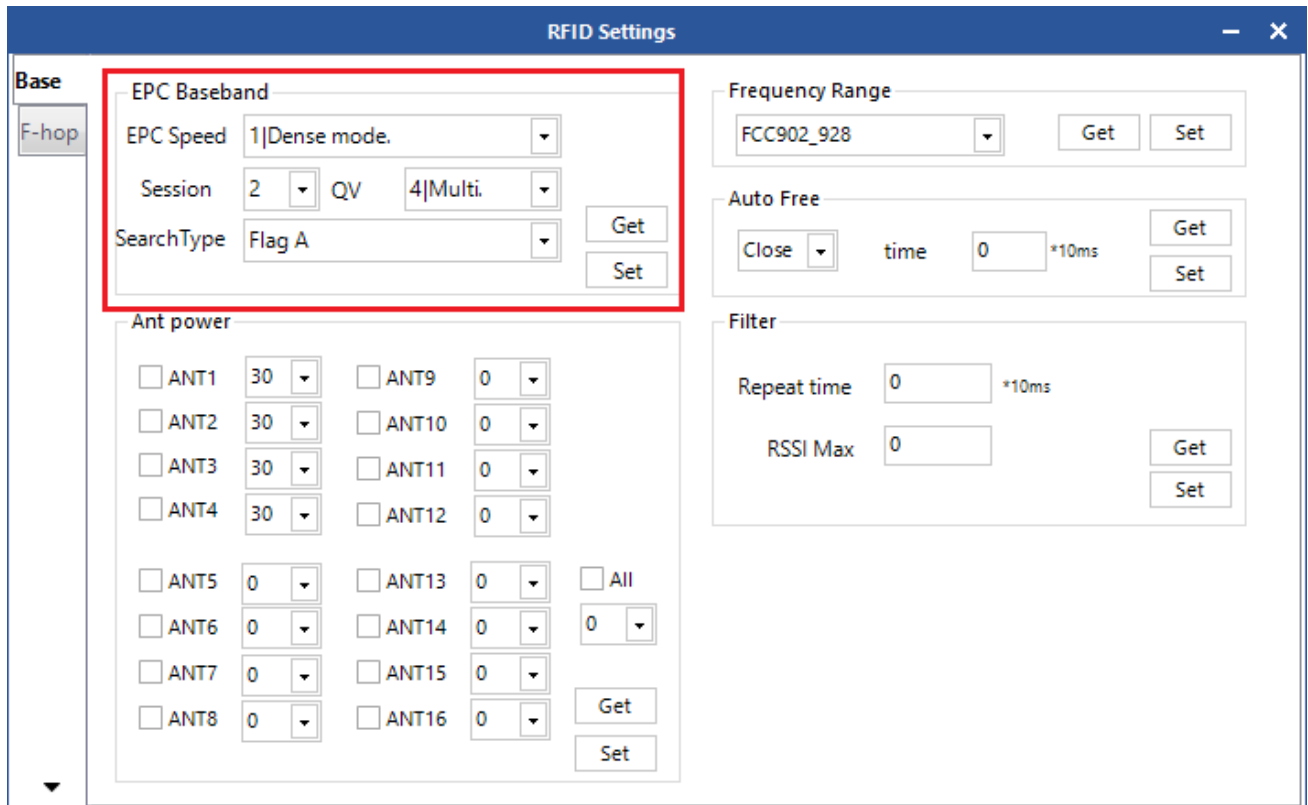 RFID Settings
Base
F-hop
EPC Baseband
EPC Speed 1|Dense mode.
Session 2 QV 4|Multi.
SearchType Flag A
Get
Set
Ant power
ANT1 30 ANT9 0
ANT2 30 ANT10 0
ANT3 30 ANT11 0
ANT4 30 ANT12 0
ANT5 0 ANT13 0 All
ANT6 0 ANT14 0 0
ANT7 0 ANT15 0
ANT8 0 ANT16 0
Get
Set
Frequency Range
FCC902_928 Get Set
Auto Free
Close time 0 *10ms
Get
Set
Filter
Repeat time 0 *10ms
RSSI Max 0
Get
Set